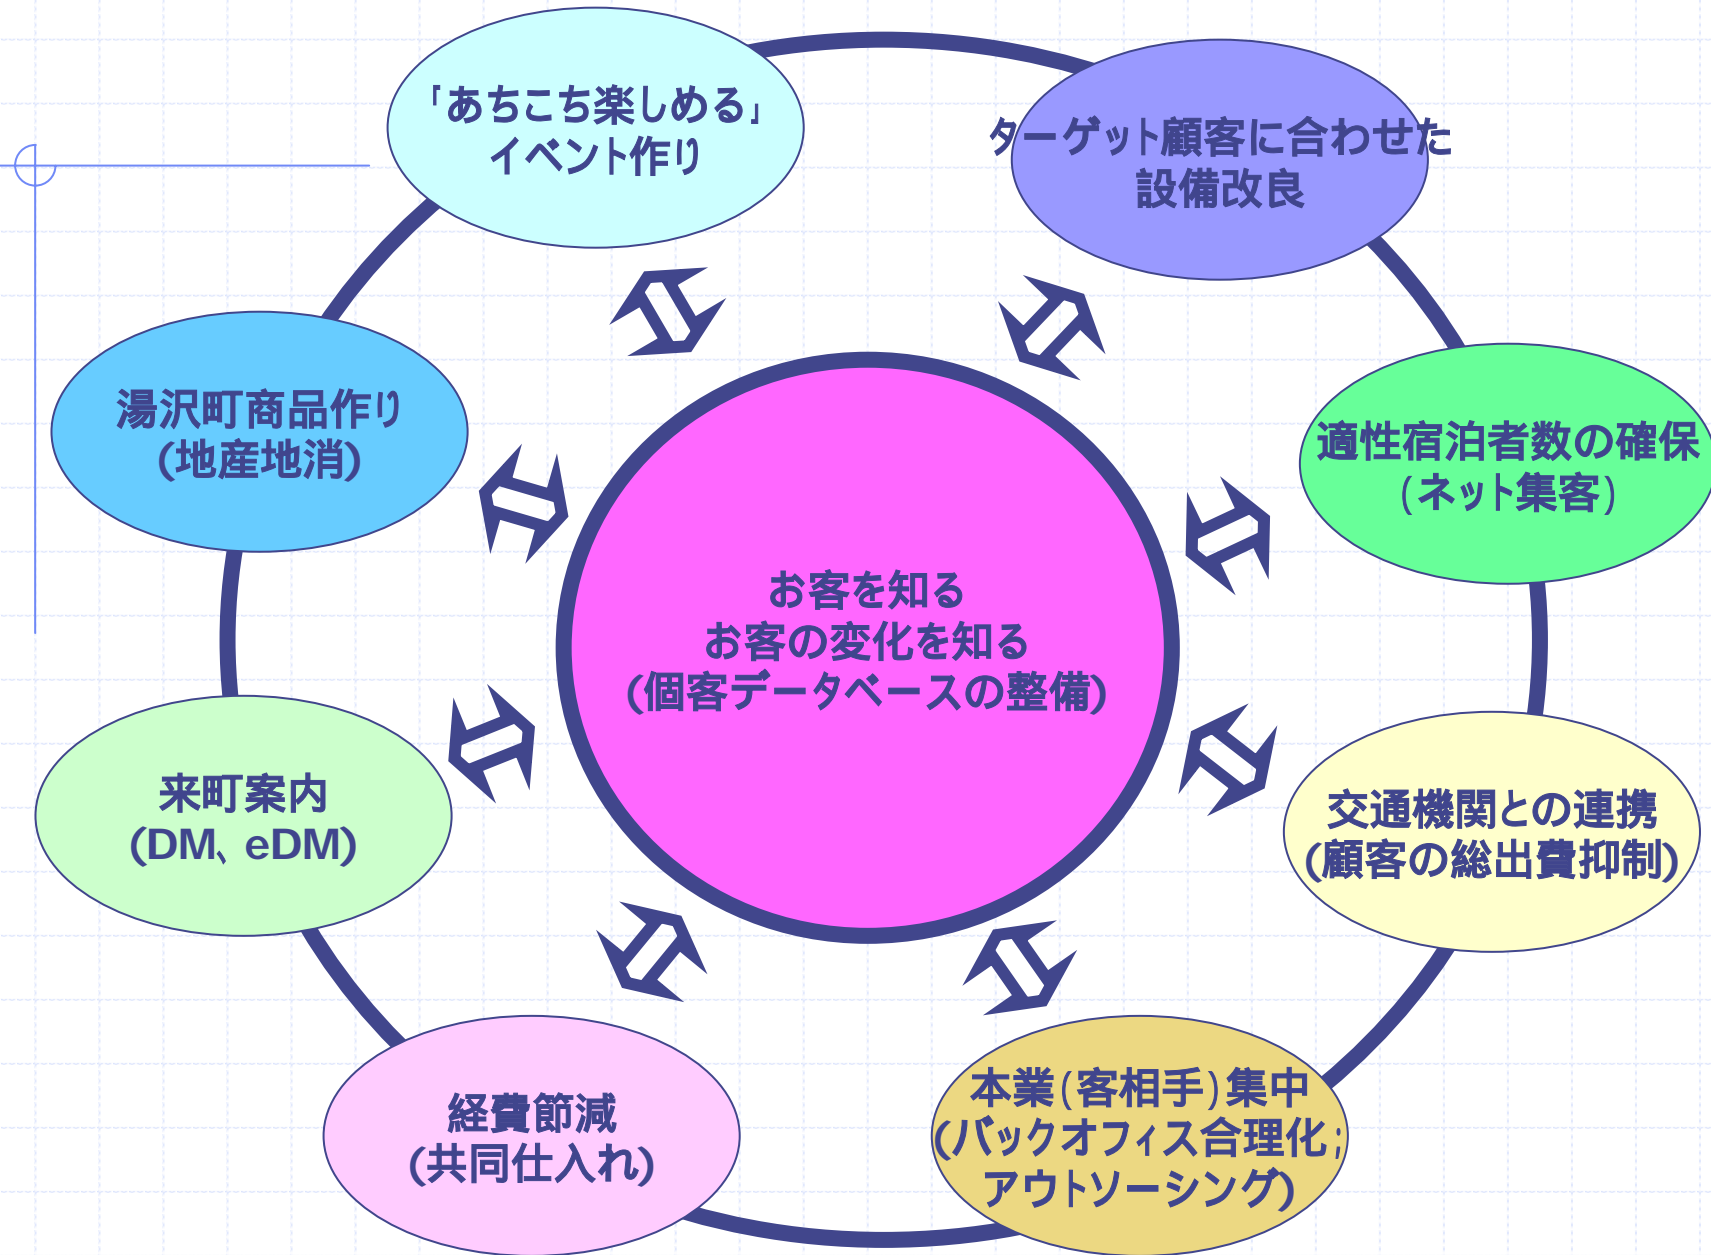 「あちこち楽しめる」
イベント作り
ターゲット顧客に合わせた
設備改良
湯沢町商品作り
(地産地消)
適性宿泊者数の確保
(ネット集客)
お客を知る
お客の変化を知る
(個客データベースの整備)
来町案内
(DM、eDM)
交通機関との連携
(顧客の総出費抑制)
経費節減
(共同仕入れ)
本業(客相手)集中
(バックオフィス合理化;
アウトソーシング)